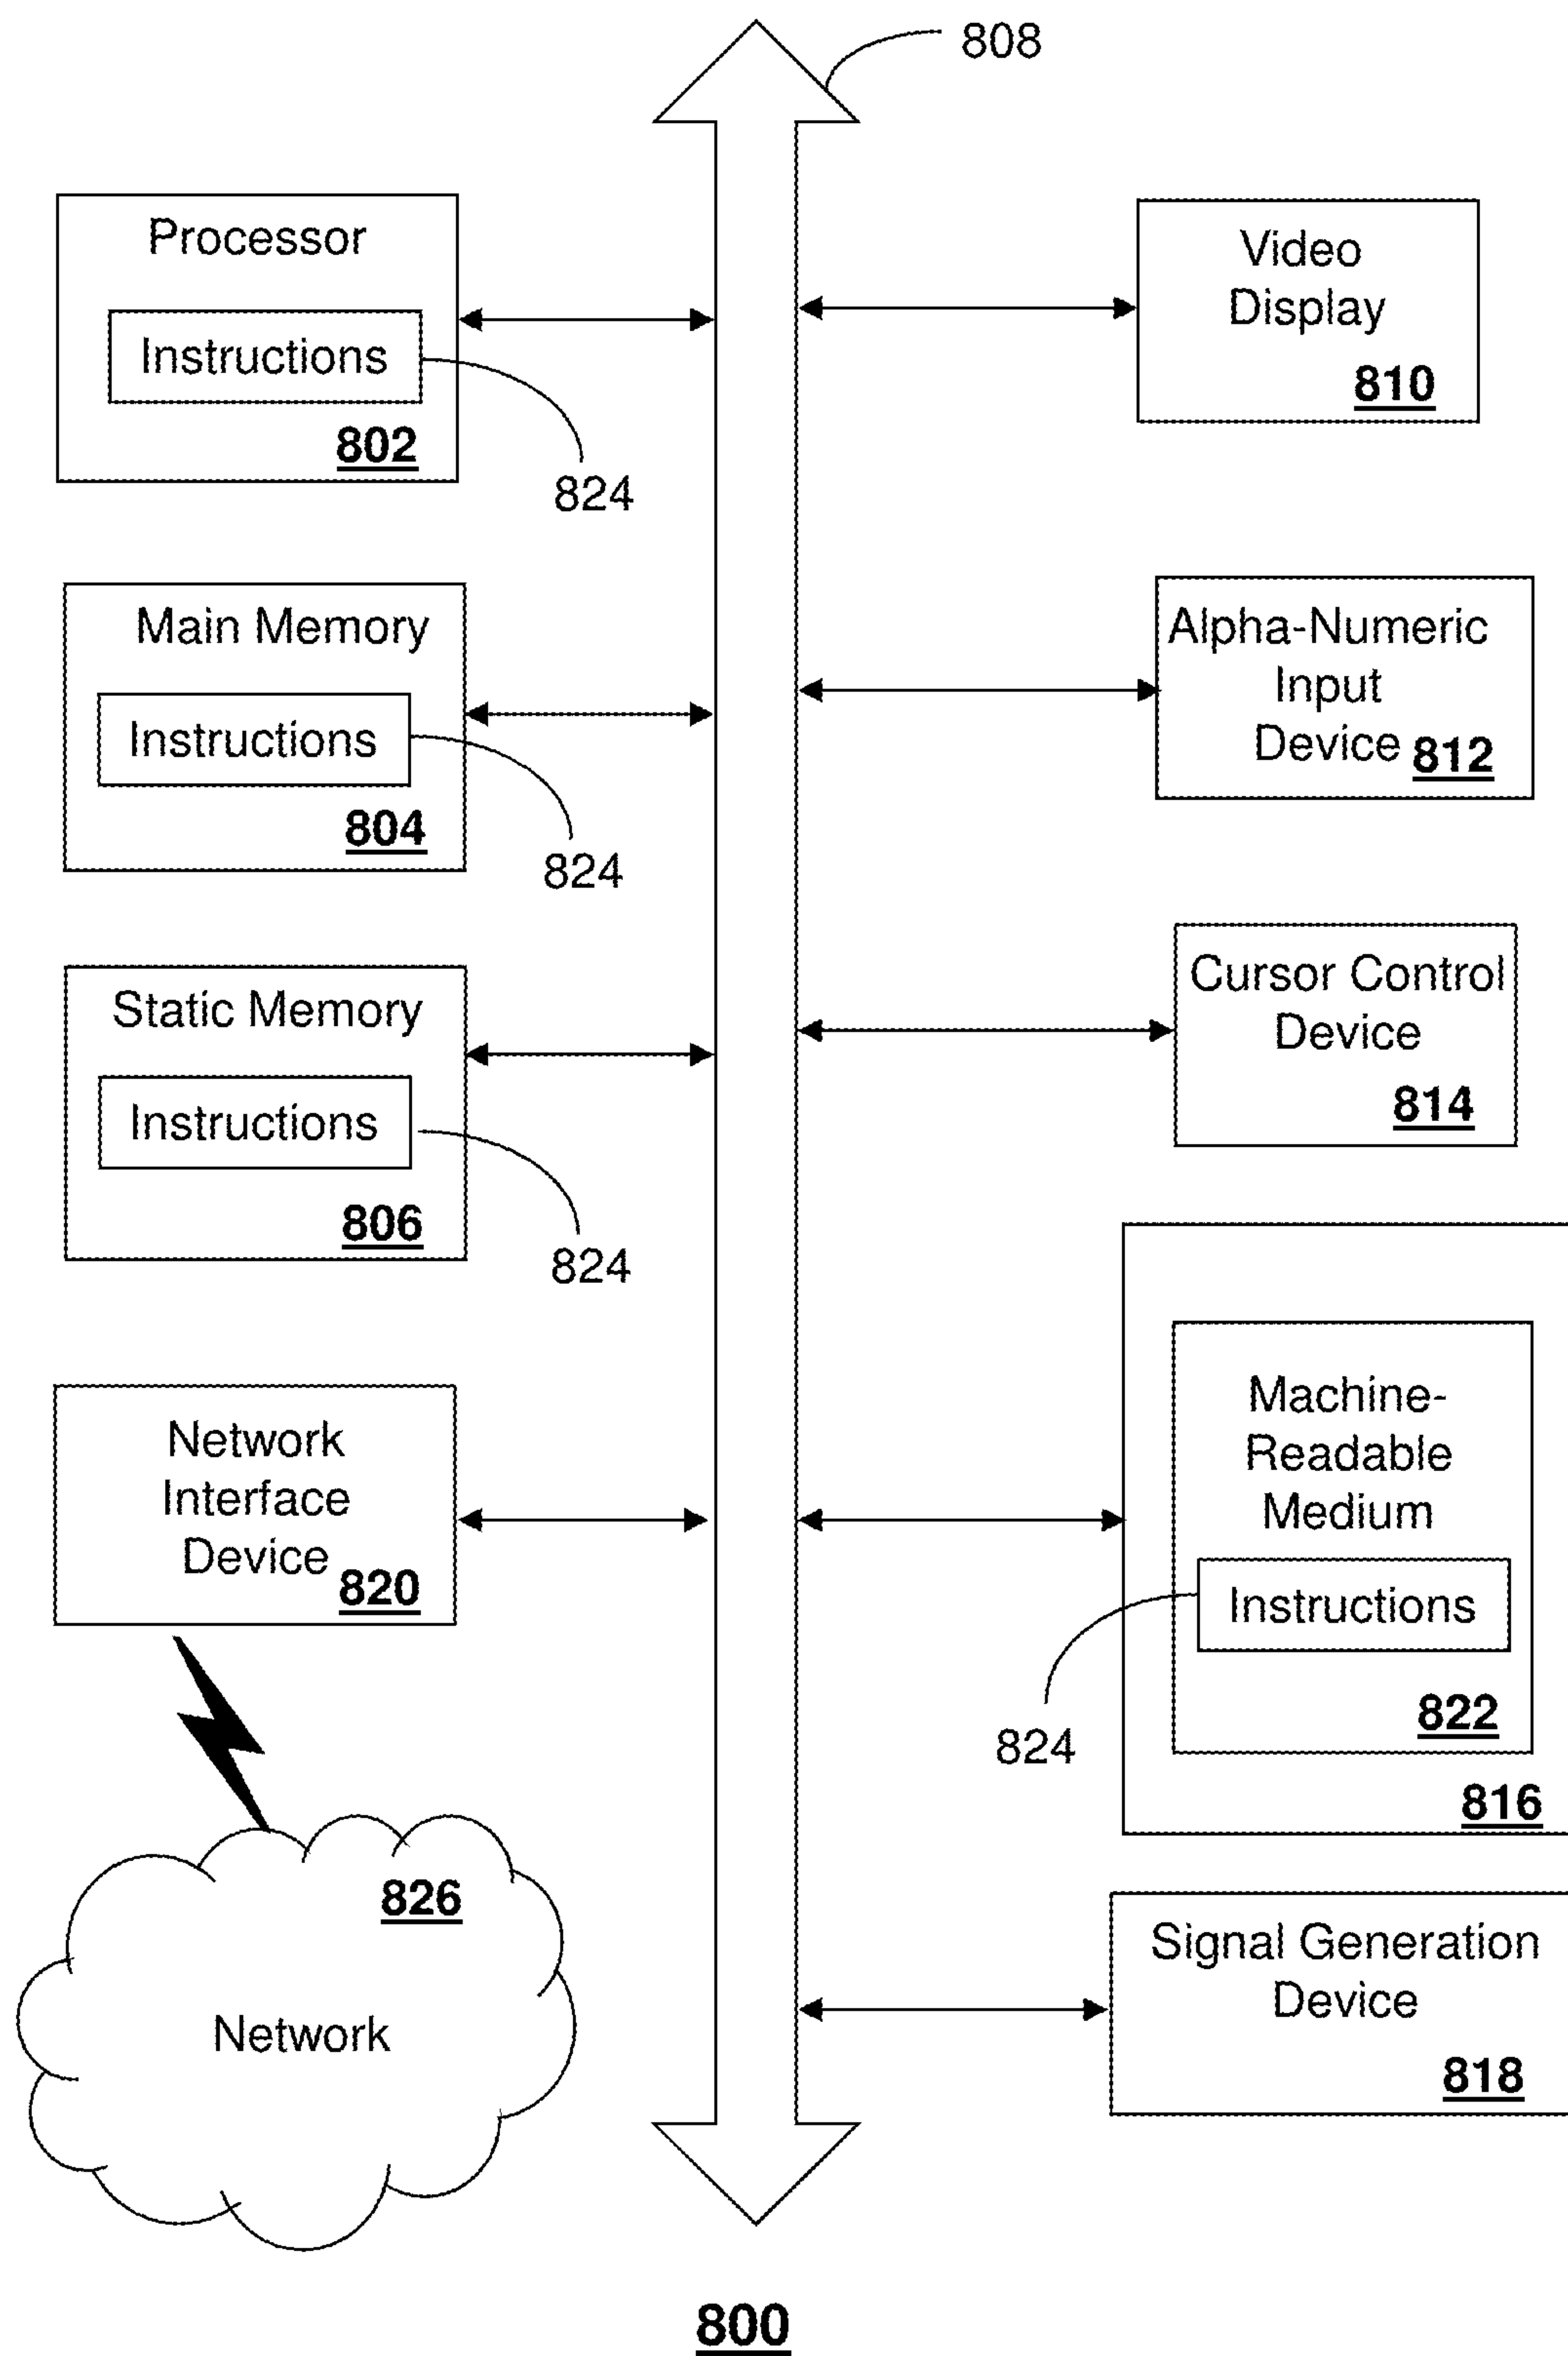 808
Processor
Instructions
802
824
Main Memory
Instructions
804
824
Static Memory
Instructions
806
824
Network
Interface
Device
820
826
Network
Video
Display
810
Alpha-Numeric
Input
Device
812
Cursor Control
Device
814
Machine-
Readable
Medium
Instructions
822
824
816
Signal Generation
Device
818
800